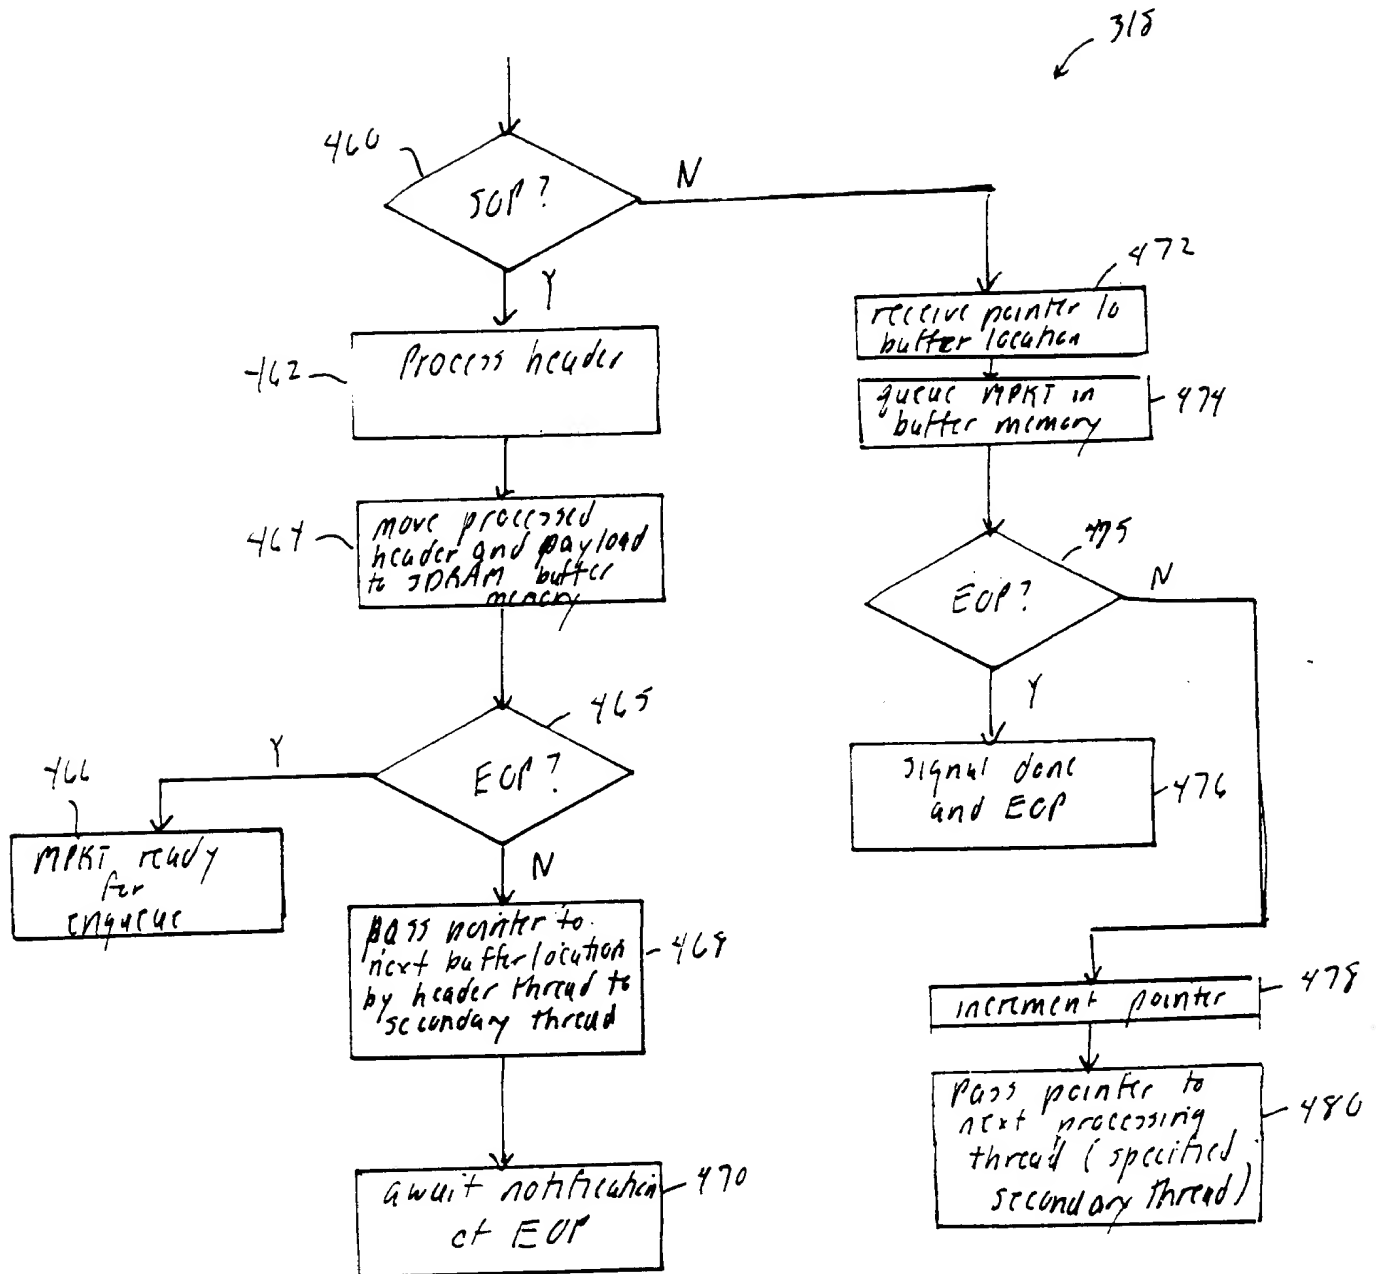 318
460
SOP?
N
Y
462
Process header
464
move processed
header and payload
to SDRAM buffer
memory
465
EOP?
Y
466
MPKT ready
for
enqueue
N
pass pointer to
next buffer location
by header thread to
secondary thread
468
await notification
of EOP
470
472
receive pointer to
buffer location
queue MPKT in
buffer memory
474
475
EOP?
N
Y
signal done
and EOP
476
increment pointer
478
Pass pointer to
next processing
thread (specified
secondary thread)
480